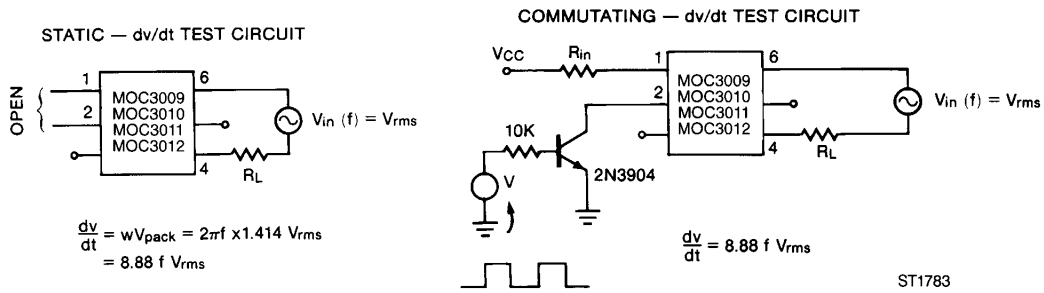 STATIC — dv/dt TEST CIRCUIT
OPEN
1
2
6
4
MOC3009
MOC3010
MOC3011
MOC3012
Vin (f) = Vrms
RL
dv/dt = wVpack = 2πf x1.414 Vrms
= 8.88 f Vrms
COMMUTATING — dv/dt TEST CIRCUIT
VCC
Rin
1
2
6
4
MOC3009
MOC3010
MOC3011
MOC3012
Vin (f) = Vrms
RL
10K
2N3904
V
dv/dt = 8.88 f Vrms
ST1783